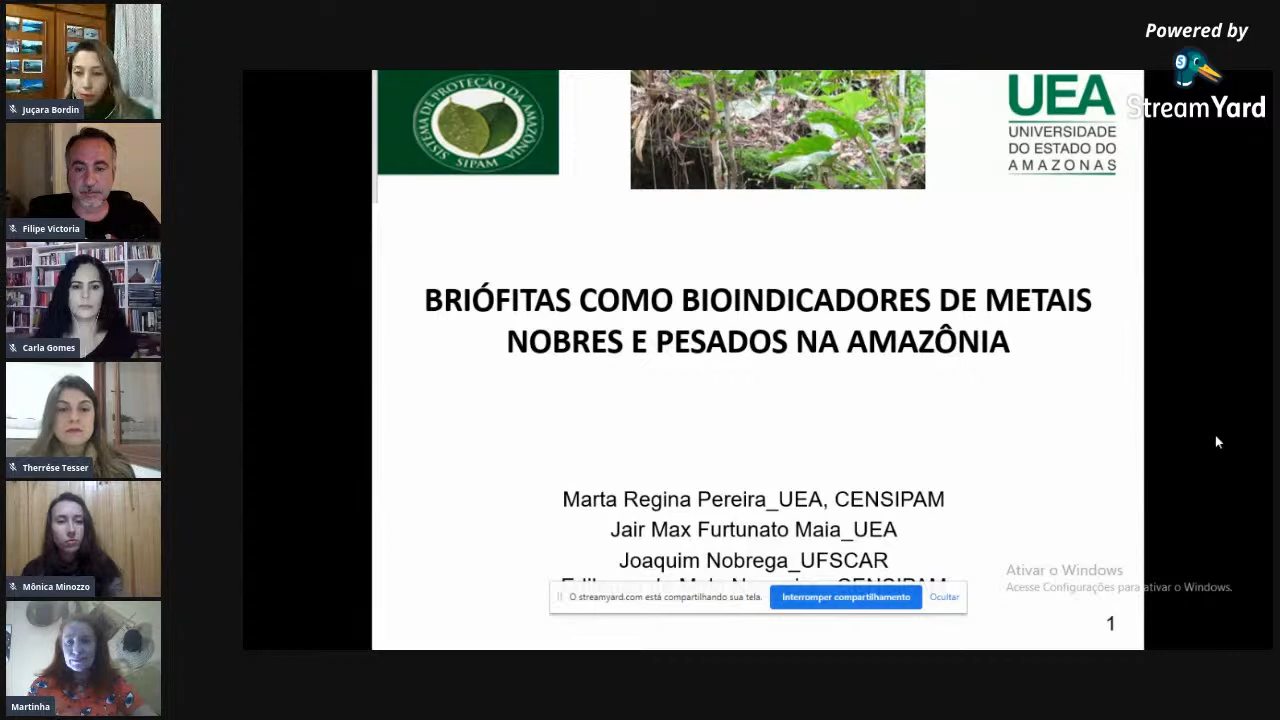 Juçara Bordin
Filipe Victoria
Carla Gomes
Therrése Tesser
Mônica Minozzo
Martinha
Powered by
StreamYard
SISTEMA DE PROTEÇÃO DA AMAZÔNIA
SIPAM
UEA
UNIVERSIDADE
DO ESTADO DO
AMAZONAS
BRIÓFITAS COMO BIOINDICADORES DE METAIS
NOBRES E PESADOS NA AMAZÔNIA
Marta Regina Pereira_UEA, CENSIPAM
Jair Max Furtunato Maia_UEA
Joaquim Nobrega_UFSCAR
CENSIPAM
O streamyard.com está compartilhando sua tela.
Interromper compartilhamento
Ocultar
Ativar o Windows
Acesse Configurações para ativar o Windows.
1